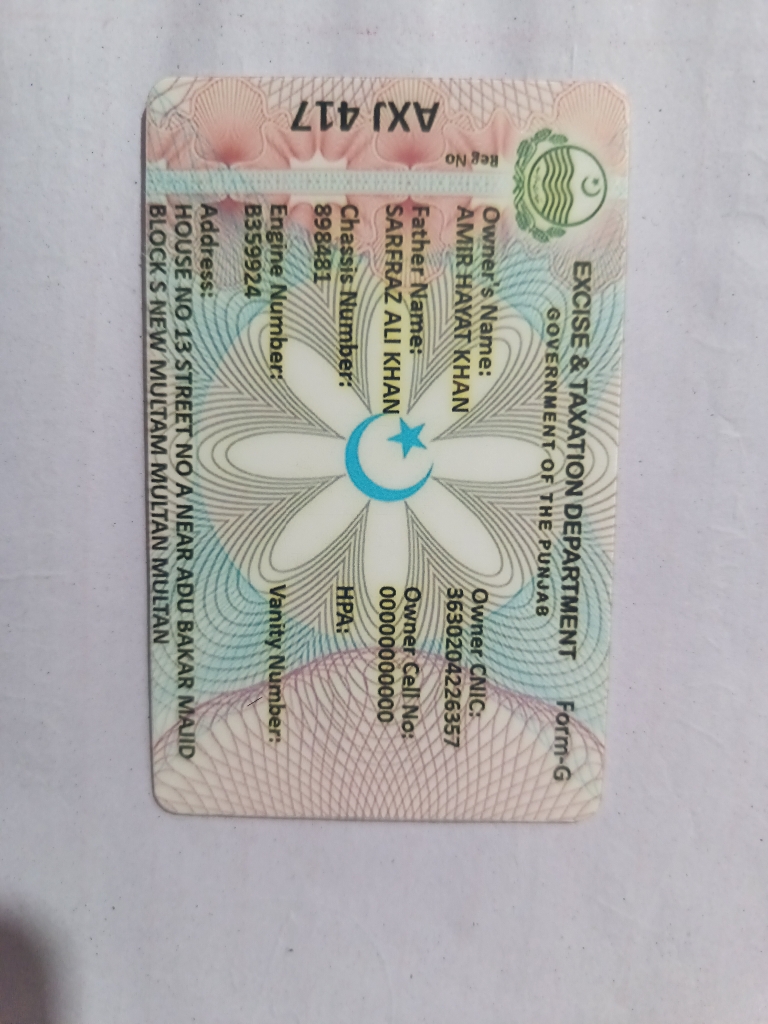 EXCISE & TAXATION DEPARTMENT
Form-G
GOVERNMENT OF THE PUNJAB
Reg No
AXJ 417
Owner's Name:
AMIR HAYAT KHAN
Owner CNIC:
3630204226357
Father Name:
SARFRAZ ALI KHAN
Owner Cell No:
00000000000
Chassis Number:
898481
HPA:
Engine Number:
B359924
Vanity Number:
Address:
HOUSE NO 13 STREET NO A NEAR ADU BAKAR MAJID
BLOCK S NEW MULTAM MULTAN MULTAN